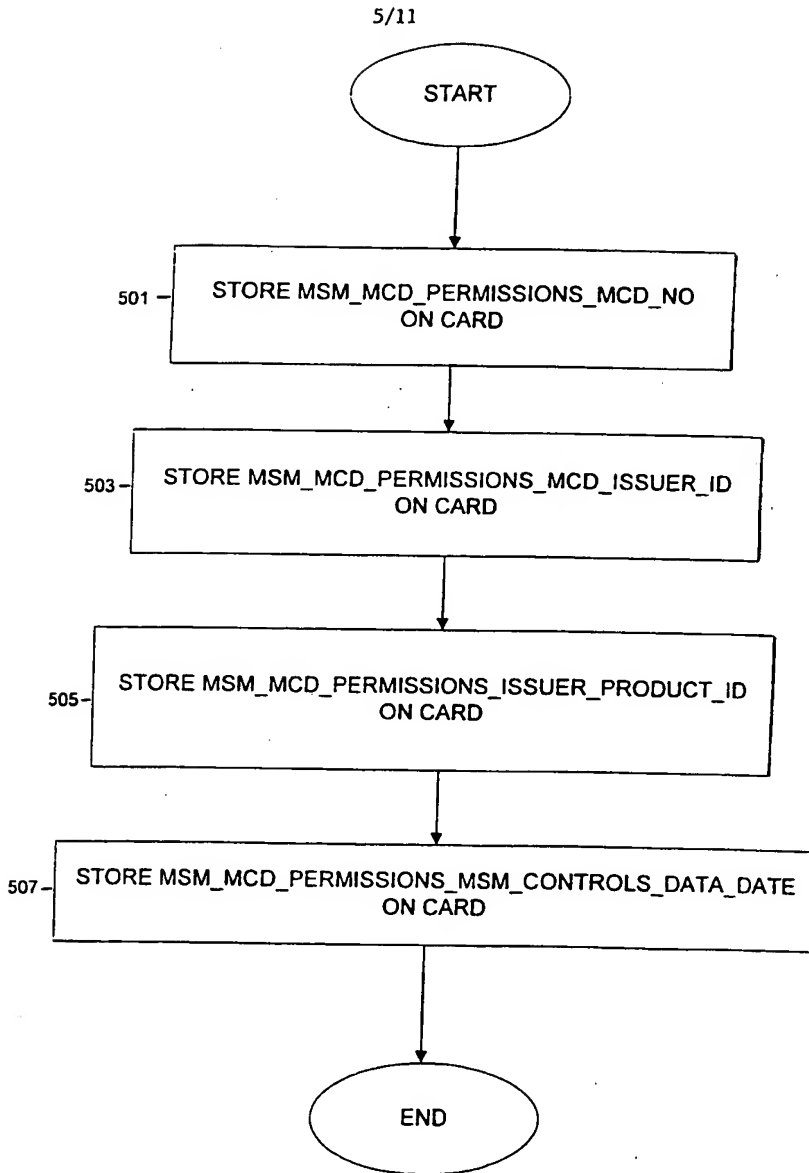 5/11
START
501
STORE MSM_MCD_PERMISSIONS_MCD_NO
ON CARD
503
STORE MSM_MCD_PERMISSIONS_MCD_ISSUER_ID
ON CARD
505
STORE MSM_MCD_PERMISSIONS_ISSUER_PRODUCT_ID
ON CARD
507
STORE MSM_MCD_PERMISSIONS_MSM_CONTROLS_DATA_DATE
ON CARD
END